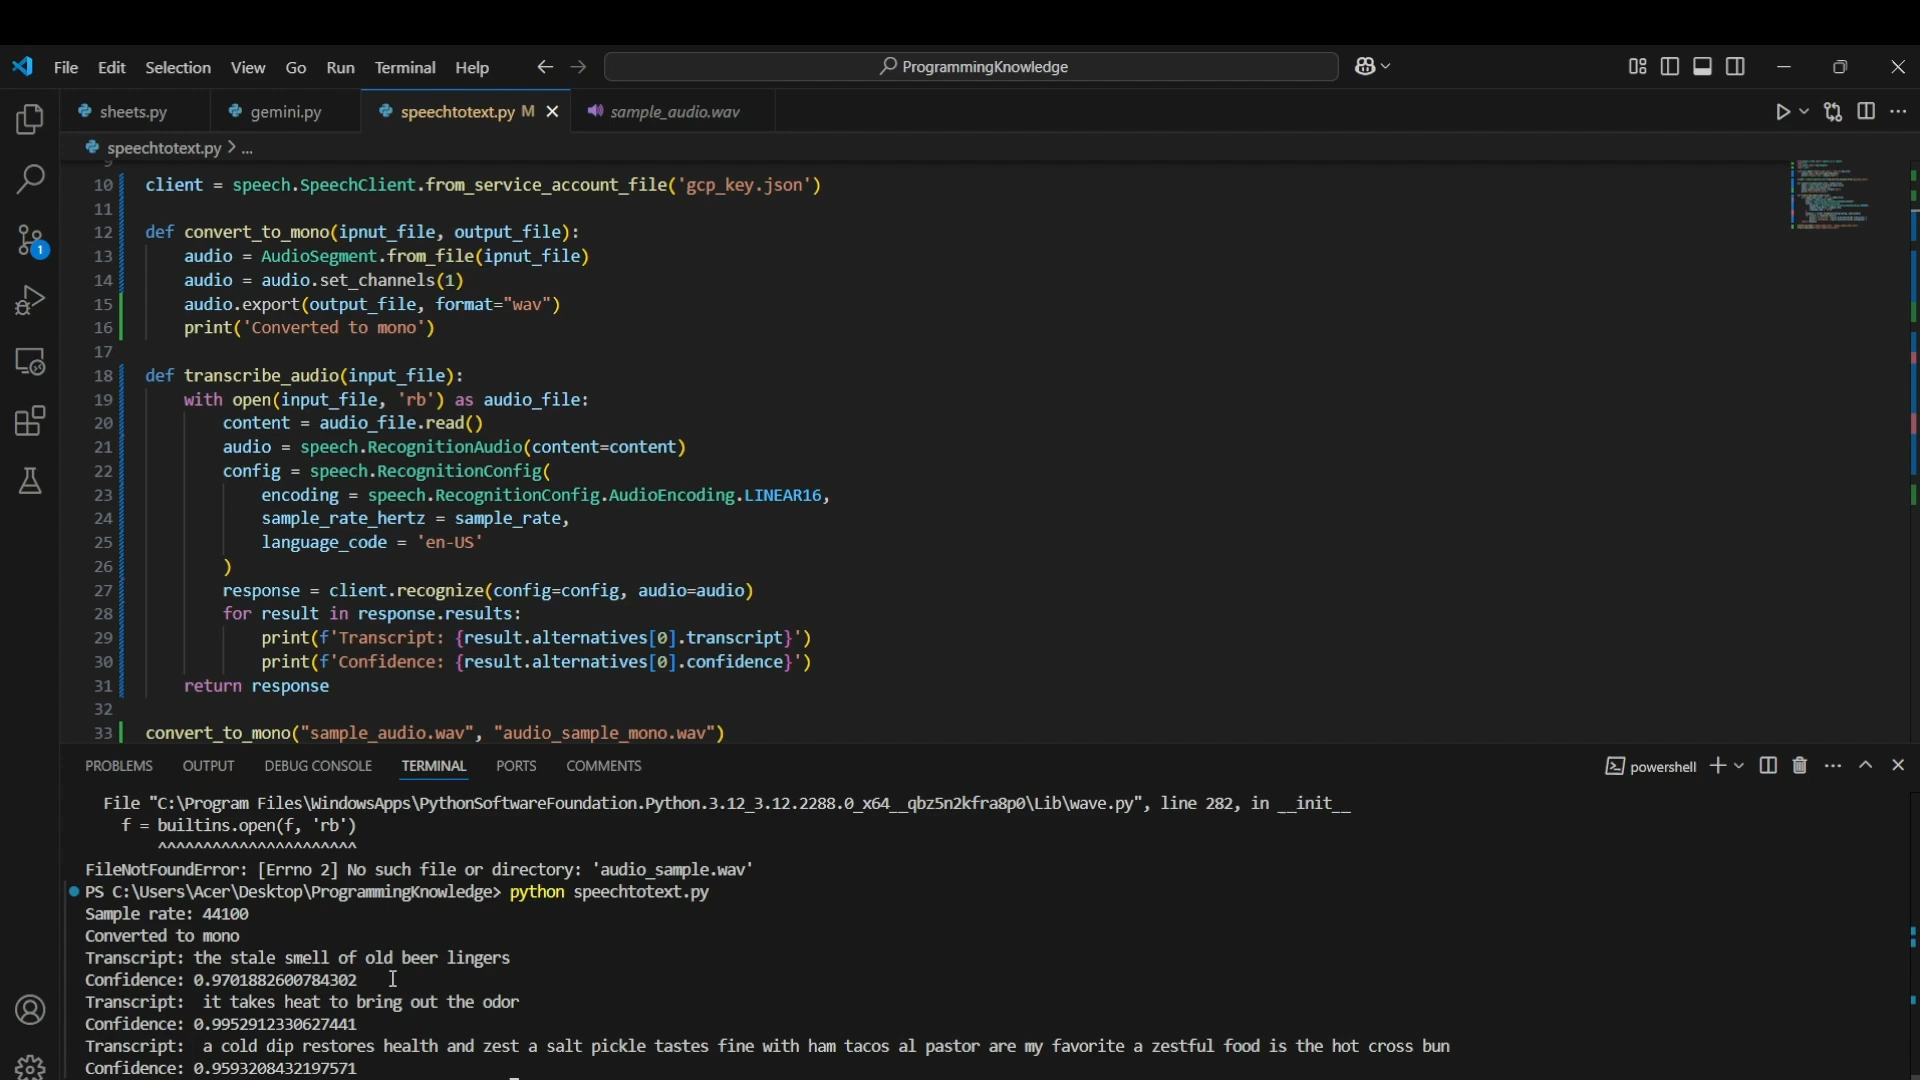 File Edit Selection View Go Run Terminal Help ProgrammingKnowledge
sheets.py gemini.py speechtotext.py M sample_audio.wav
speechtotext.py > ...
9
10 client = speech.SpeechClient.from_service_account_file('gcp_key.json')
11
12 def convert_to_mono(ipnut_file, output_file):
13 audio = AudioSegment.from_file(ipnut_file)
14 audio = audio.set_channels(1)
15 audio.export(output_file, format="wav")
16 print('Converted to mono')
17
18 def transcribe_audio(input_file):
19 with open(input_file, 'rb') as audio_file:
20 content = audio_file.read()
21 audio = speech.RecognitionAudio(content=content)
22 config = speech.RecognitionConfig(
23 encoding = speech.RecognitionConfig.AudioEncoding.LINEAR16,
24 sample_rate_hertz = sample_rate,
25 language_code = 'en-US'
26 )
27 response = client.recognize(config=config, audio=audio)
28 for result in response.results:
29 print(f'Transcript: {result.alternatives[0].transcript}')
30 print(f'Confidence: {result.alternatives[0].confidence}')
31 return response
32
33 convert_to_mono("sample_audio.wav", "audio_sample_mono.wav")
1
PROBLEMS OUTPUT DEBUG CONSOLE TERMINAL PORTS COMMENTS powershell
File "C:\Program Files\WindowsApps\PythonSoftwareFoundation.Python.3.12_3.12.2288.0_x64__qbz5n2kfra8p0\Lib\wave.py", line 282, in __init__
f = builtins.open(f, 'rb')
^^^^^^^^^^^^^^^^^^^^^^
FileNotFoundError: [Errno 2] No such file or directory: 'audio_sample.wav'
PS C:\Users\Acer\Desktop\ProgrammingKnowledge> python speechtotext.py
Sample rate: 44100
Converted to mono
Transcript: the stale smell of old beer lingers
Confidence: 0.9701882600784302
Transcript:  it takes heat to bring out the odor
Confidence: 0.9952912330627441
Transcript:  a cold dip restores health and zest a salt pickle tastes fine with ham tacos al pastor are my favorite a zestful food is the hot cross bun
Confidence: 0.9593208432197571